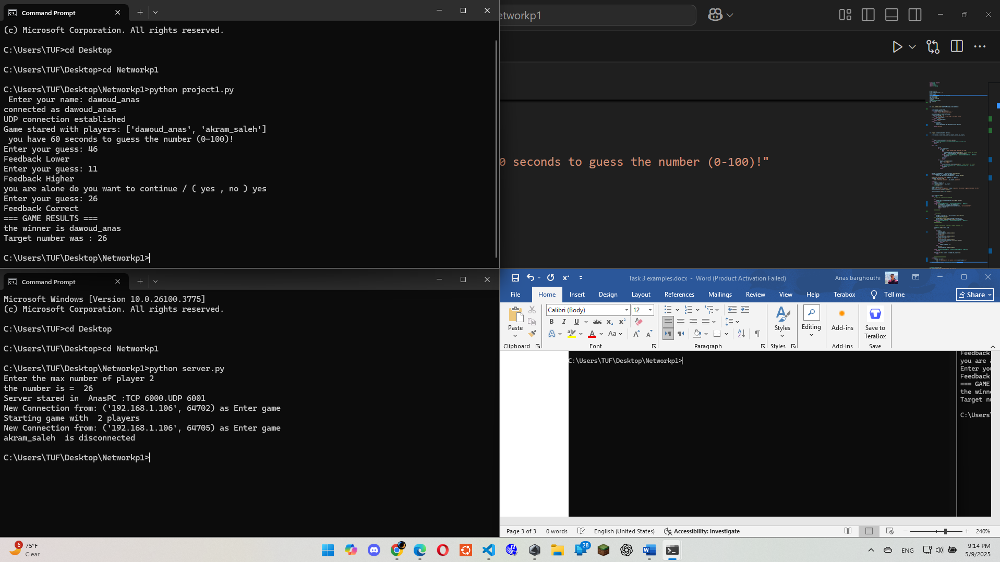 Command Prompt
(c) Microsoft Corporation. All rights reserved.
C:\Users\TUF>cd Desktop
C:\Users\TUF\Desktop>cd Networkp1
C:\Users\TUF\Desktop\Networkp1>python project1.py
Enter your name: dawoud_anas
connected as dawoud_anas
UDP connection established
Game stared with players: ['dawoud_anas', 'akram_saleh']
you have 60 seconds to guess the number (0-100)!
Enter your guess: 46
Feedback Lower
Enter your guess: 11
Feedback Higher
you are alone do you want to continue / ( yes , no ) yes
Enter your guess: 26
Feedback Correct
=== GAME RESULTS ===
the winner is dawoud_anas
Target number was : 26
C:\Users\TUF\Desktop\Networkp1>
etworkp1
0 seconds to guess the number (0-100)!"
Command Prompt
Microsoft Windows [Version 10.0.26100.3775]
(c) Microsoft Corporation. All rights reserved.
C:\Users\TUF>cd Desktop
C:\Users\TUF\Desktop>cd Networkp1
C:\Users\TUF\Desktop\Networkp1>python server.py
Enter the max number of player 2
the number is =  26
Server stared in  AnasPC :TCP 6000.UDP 6001
New Connection from: ('192.168.1.106', 64702) as Enter game
Starting game with  2 players
New Connection from: ('192.168.1.106', 64705) as Enter game
akram_saleh  is disconnected
C:\Users\TUF\Desktop\Networkp1>
Task 3 examples.docx - Word (Product Activation Failed)
Anas barghouthi
File Home Insert Design Layout References Mailings Review View Help Terabox Tell me Share
Calibri (Body) 12
Paste
Styles
Editing
Add-ins
Save to
TeraBox
Clipboard Font Paragraph Styles Add-ins Save
C:\Users\TUF\Desktop\Networkp1>
Feedback
you are a
Enter you
Feedback
=== GAME
the winne
Target nu
C:\Users\
Page 3 of 3 0 words English (United States) Accessibility: Investigate 240%
6
75°F
Clear
28
ENG
9:14 PM
5/9/2025